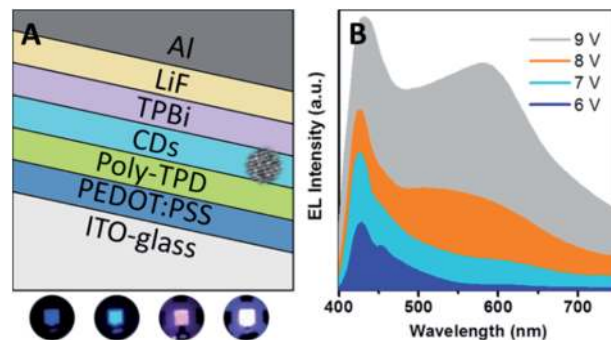 A
Al
LiF
TPBi
CDs
Poly-TPD
PEDOT:PSS
ITO-glass
B
EL Intensity (a.u.)
9 V
8 V
7 V
6 V
400 500 600 700
Wavelength (nm)